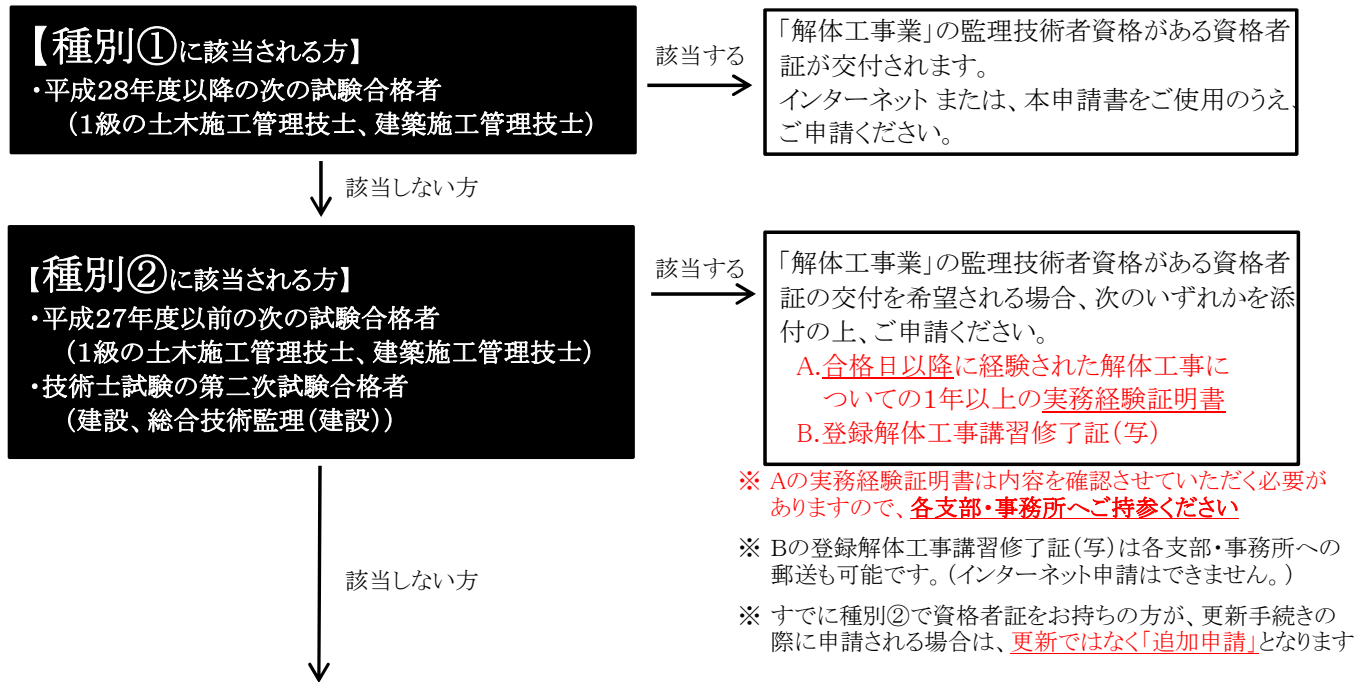 【種別①に該当される方】
・平成28年度以降の次の試験合格者
（1級の土木施工管理技士、建築施工管理技士）
該当する
「解体工事業」の監理技術者資格がある資格者
証が交付されます。
インターネット または、本申請書をご使用のうえ、
ご申請ください。
該当しない方
【種別②に該当される方】
・平成27年度以前の次の試験合格者
（1級の土木施工管理技士、建築施工管理技士）
・技術士試験の第二次試験合格者
（建設、総合技術監理（建設））
該当する
「解体工事業」の監理技術者資格がある資格者
証の交付を希望される場合、次のいずれかを添
付の上、ご申請ください。
A.合格日以降に経験された解体工事に
ついての1年以上の実務経験証明書
B.登録解体工事講習修了証（写）
※ Aの実務経験証明書は内容を確認させていただく必要が
ありますので、各支部・事務所へご持参ください
※ Bの登録解体工事講習修了証（写）は各支部・事務所への
郵送も可能です。（インターネット申請はできません。）
※ すでに種別②で資格者証をお持ちの方が、更新手続きの
際に申請される場合は、更新ではなく「追加申請」となります
該当しない方